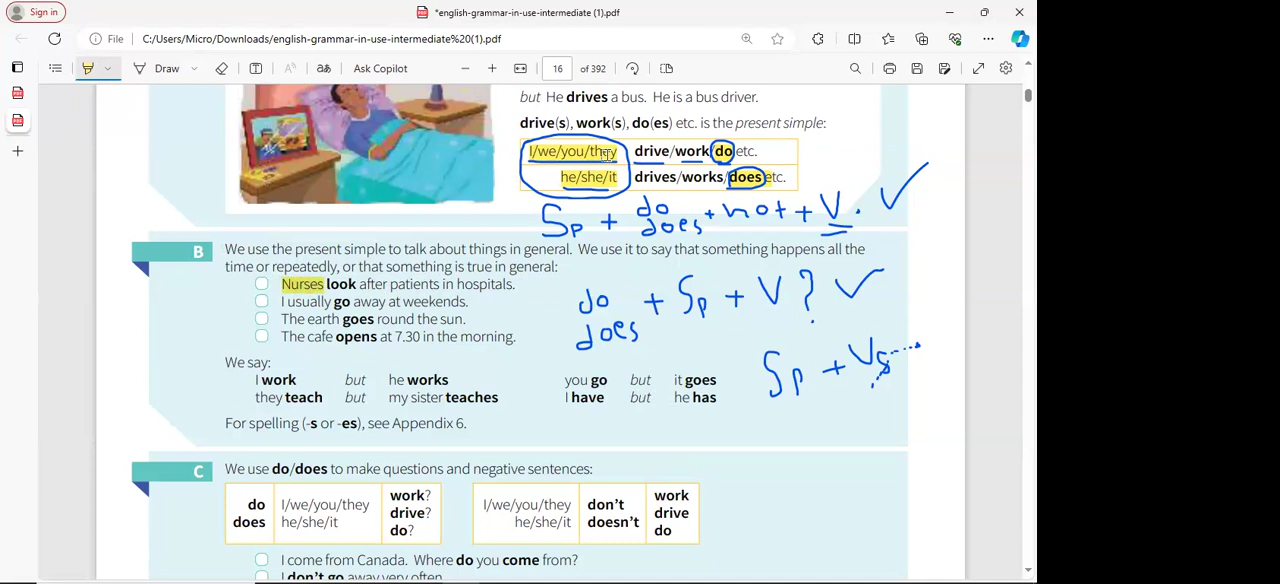 Sign in
*english-grammar-in-use-intermediate (1).pdf
File C:/Users/Micro/Downloads/english-grammar-in-use-intermediate%20(1).pdf
Draw
Ask Copilot
16 of 392
but He drives a bus. He is a bus driver.
drive(s), work(s), do(es) etc. is the present simple:
I/we/you/they drive/work/do etc.
he/she/it drives/works/does etc.
Sp + do does + not + V.
B We use the present simple to talk about things in general. We use it to say that something happens all the
time or repeatedly, or that something is true in general:
Nurses look after patients in hospitals.
I usually go away at weekends.
The earth goes round the sun.
The cafe opens at 7.30 in the morning.
do does + Sp + V ?
Sp + Vs
We say:
I work but he works you go but it goes
they teach but my sister teaches I have but he has
For spelling (-s or -es), see Appendix 6.
C We use do/does to make questions and negative sentences:
do I/we/you/they work?
does he/she/it drive?
do?
I/we/you/they don't work
he/she/it doesn't drive
do
I come from Canada. Where do you come from?
I don't go away very often.